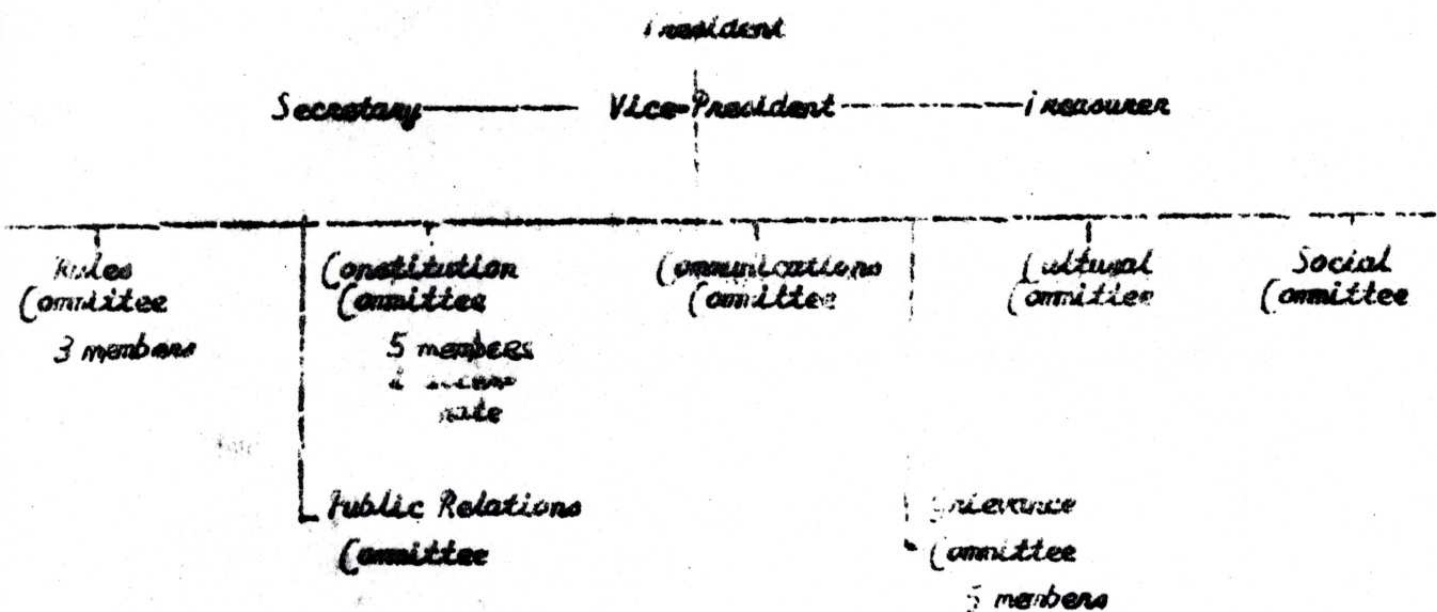 President
Secretary Vice-President Treasurer
Rules
Committee
3 members
Constitution
Committee
5 members
Communications
Committee
Cultural
Committee
Social
Committee
Public Relations
Committee
Grievance
Committee
5 members